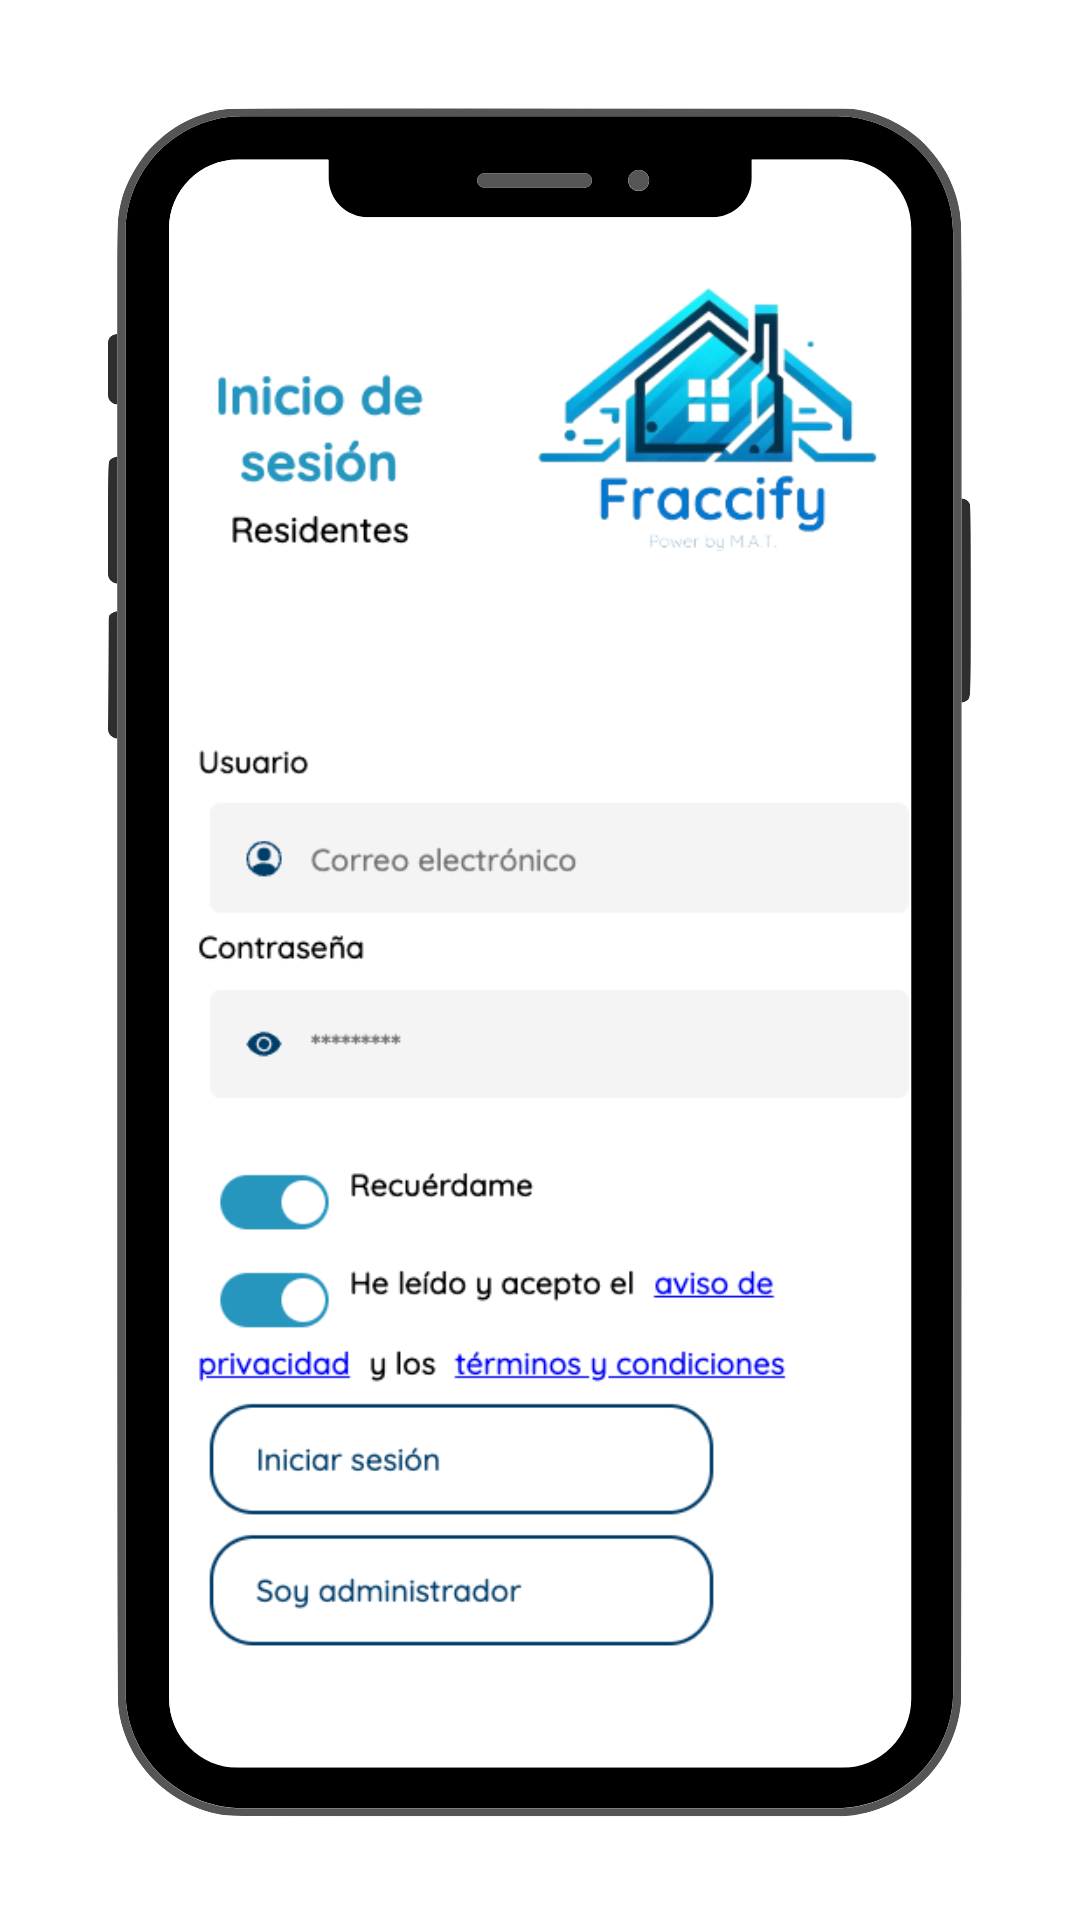 Inicio de
sesión
Residentes
Fraccify
Power by M.A.T.
Usuario
Correo electrónico
Contraseña
*********
Recuérdame
He leído y acepto el aviso de
privacidad y los términos y condiciones
Iniciar sesión
Soy administrador